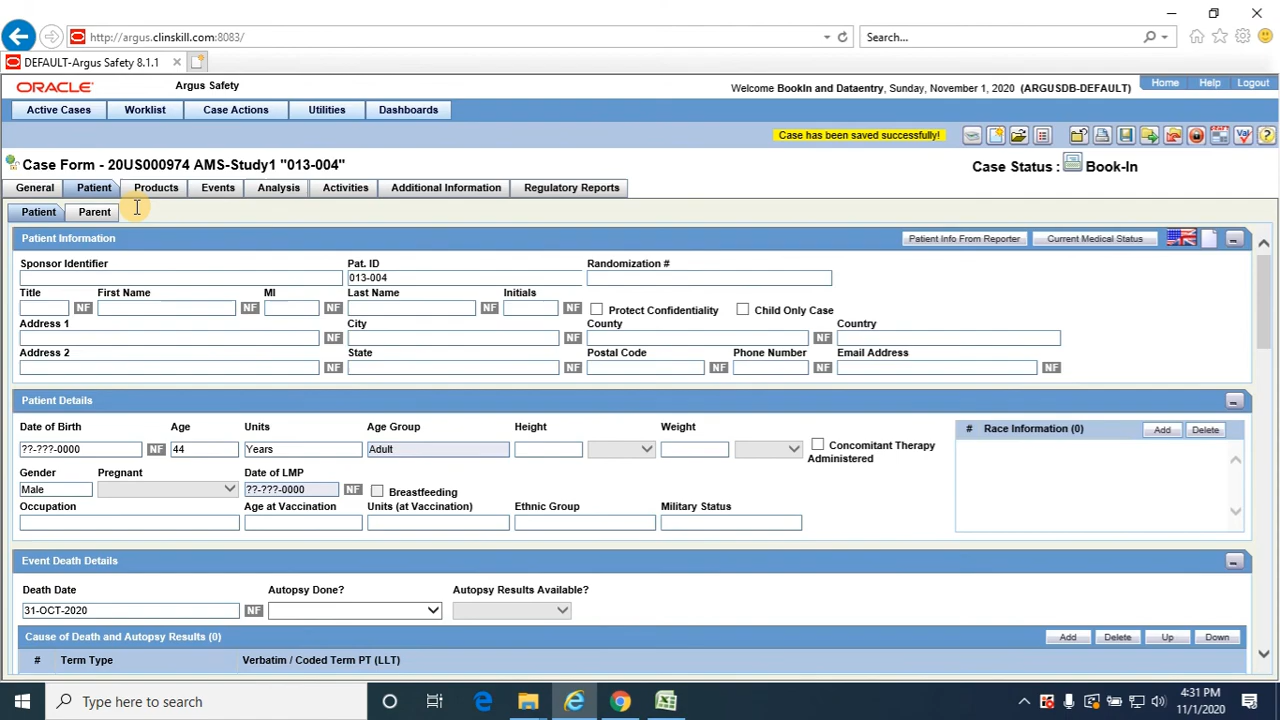 http://argus.clinskill.com:8083/
Search...
DEFAULT-Argus Safety 8.1.1
ORACLE
Argus Safety
Home Help Logout
Welcome BookIn and Dataentry, Sunday, November 1, 2020 (ARGUSDB-DEFAULT)
Active Cases Worklist Case Actions Utilities Dashboards
Case has been saved successfully!
Case Form - 20US000974 AMS-Study1 "013-004"
Case Status : Book-In
General Patient Products Events Analysis Activities Additional Information Regulatory Reports
Patient Parent
Patient Information Patient Info From Reporter Current Medical Status
Sponsor Identifier Pat. ID Randomization #
013-004
Title First Name MI Last Name Initials
NF NF NF NF NF Protect Confidentiality Child Only Case
Address 1 City County Country
NF NF NF
Address 2 State Postal Code Phone Number Email Address
NF NF NF NF NF
Patient Details
Date of Birth Age Units Age Group Height Weight # Race Information (0) Add Delete
??-???-0000 NF 44 Years Adult Concomitant Therapy
Administered
Gender Pregnant Date of LMP
Male ??-???-0000 NF Breastfeeding
Occupation Age at Vaccination Units (at Vaccination) Ethnic Group Military Status
Event Death Details
Death Date Autopsy Done? Autopsy Results Available?
31-OCT-2020 NF
Cause of Death and Autopsy Results (0) Add Delete Up Down
# Term Type Verbatim / Coded Term PT (LLT)
Type here to search
4:31 PM
11/1/2020